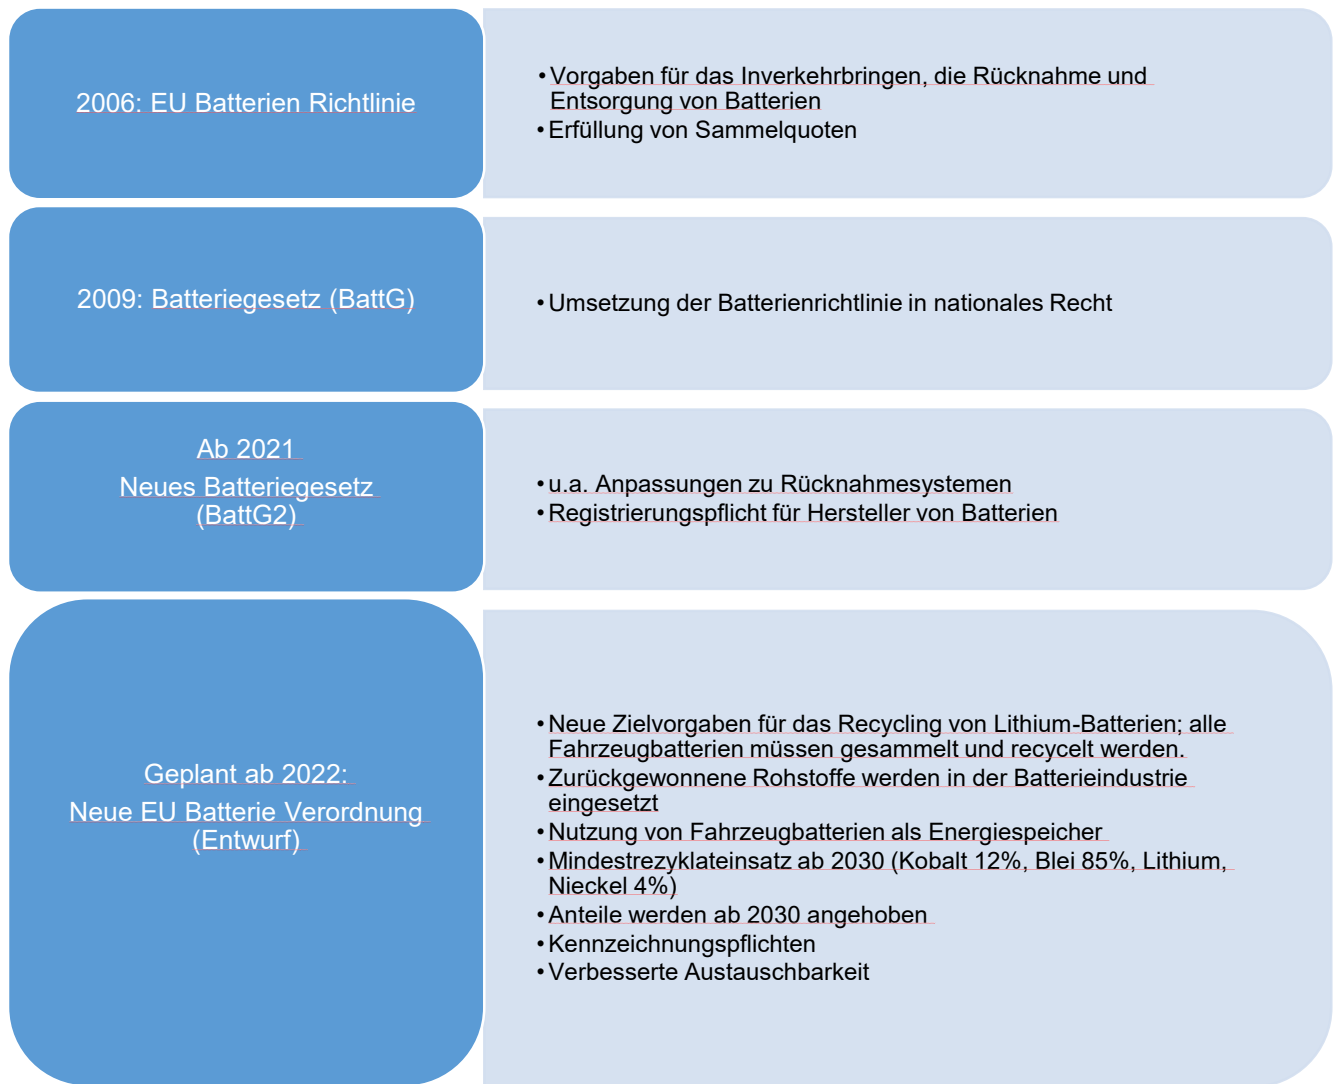 2006: EU Batterien Richtlinie
• Vorgaben für das Inverkehrbringen, die Rücknahme und
Entsorgung von Batterien
• Erfüllung von Sammelquoten
2009: Batteriegesetz (BattG)
• Umsetzung der Batterienrichtlinie in nationales Recht
Ab 2021
Neues Batteriegesetz
(BattG2)
• u.a. Anpassungen zu Rücknahmesystemen
• Registrierungspflicht für Hersteller von Batterien
Geplant ab 2022:
Neue EU Batterie Verordnung
(Entwurf)
• Neue Zielvorgaben für das Recycling von Lithium-Batterien; alle
Fahrzeugbatterien müssen gesammelt und recycelt werden.
• Zurückgewonnene Rohstoffe werden in der Batterieindustrie
eingesetzt
• Nutzung von Fahrzeugbatterien als Energiespeicher
• Mindestrezyklateinsatz ab 2030 (Kobalt 12%, Blei 85%, Lithium,
Nieckel 4%)
• Anteile werden ab 2030 angehoben
• Kennzeichnungspflichten
• Verbesserte Austauschbarkeit